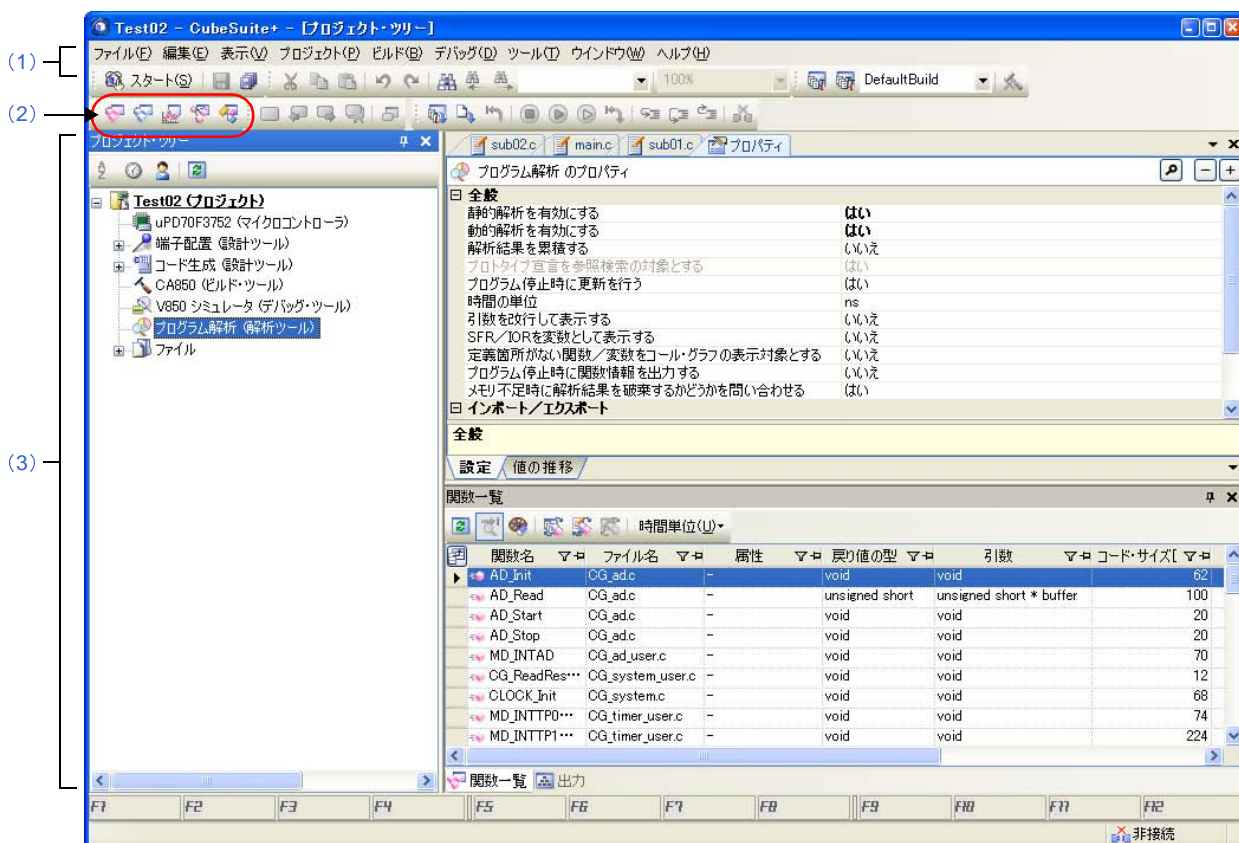 Test02 - CubeSuite+ - [プロジェクト・ツリー]
(1)
ファイル(F) 編集(E) 表示(V) プロジェクト(P) ビルド(B) デバッグ(D) ツール(T) ウインドウ(W) ヘルプ(H)
スタート(S) 100% DefaultBuild
(2)
(3)
プロジェクト・ツリー
Test02 (プロジェクト)
uPD70F3752 (マイクロコントローラ)
端子配置 (設計ツール)
コード生成 (設計ツール)
CA850 (ビルド・ツール)
V850 シミュレータ (デバッグ・ツール)
プログラム解析 (解析ツール)
ファイル
sub02.c main.c sub01.c プロパティ
プログラム解析 のプロパティ
全般
静的解析を有効にする はい
動的解析を有効にする はい
解析結果を累積する いいえ
プロトタイプ宣言を参照検索の対象とする はい
プログラム停止時に更新を行う はい
時間の単位 ns
引数を改行して表示する いいえ
SFR/IORを変数として表示する いいえ
定義箇所がない関数/変数をコール・グラフの表示対象とする いいえ
プログラム停止時に関数情報を出力する いいえ
メモリ不足時に解析結果を破棄するかどうかを問い合わせる はい
インポート/エクスポート
全般
設定 値の推移
関数一覧
時間単位(U)
関数名 ファイル名 属性 戻り値の型 引数 コード・サイズ[
AD_Init CG_ad.c - void void 62
AD_Read CG_ad.c - unsigned short unsigned short * buffer 100
AD_Start CG_ad.c - void void 20
AD_Stop CG_ad.c - void void 20
MD_INTAD CG_ad_user.c - void void 70
CG_ReadRes… CG_system_user.c - void void 12
CLOCK_Init CG_system.c - void void 68
MD_INTTP0… CG_timer_user.c - void void 74
MD_INTTP1… CG_timer_user.c - void void 224
関数一覧 出力
F1 F2 F3 F4 F5 F6 F7 F8 F9 F10 F11 F12
非接続